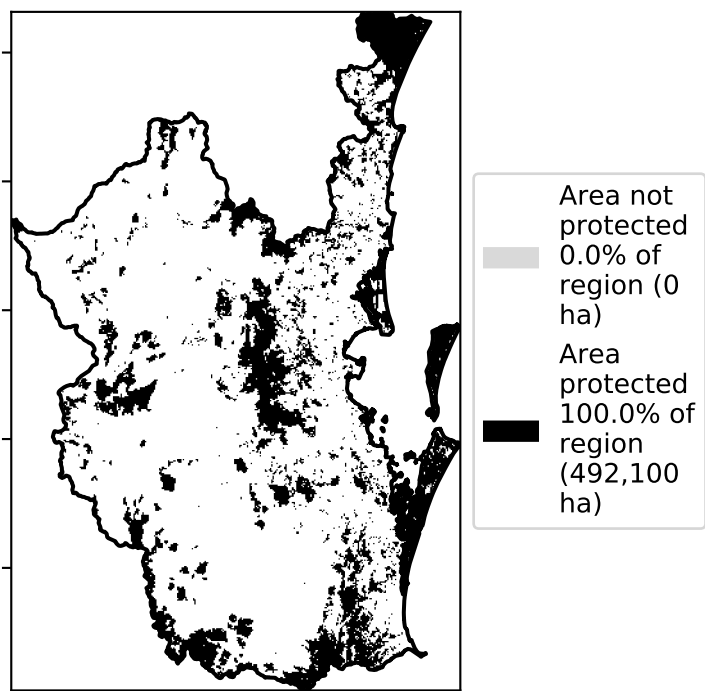 Area not
protected
0.0% of
region (0
ha)
Area
protected
100.0% of
region
(492,100
ha)